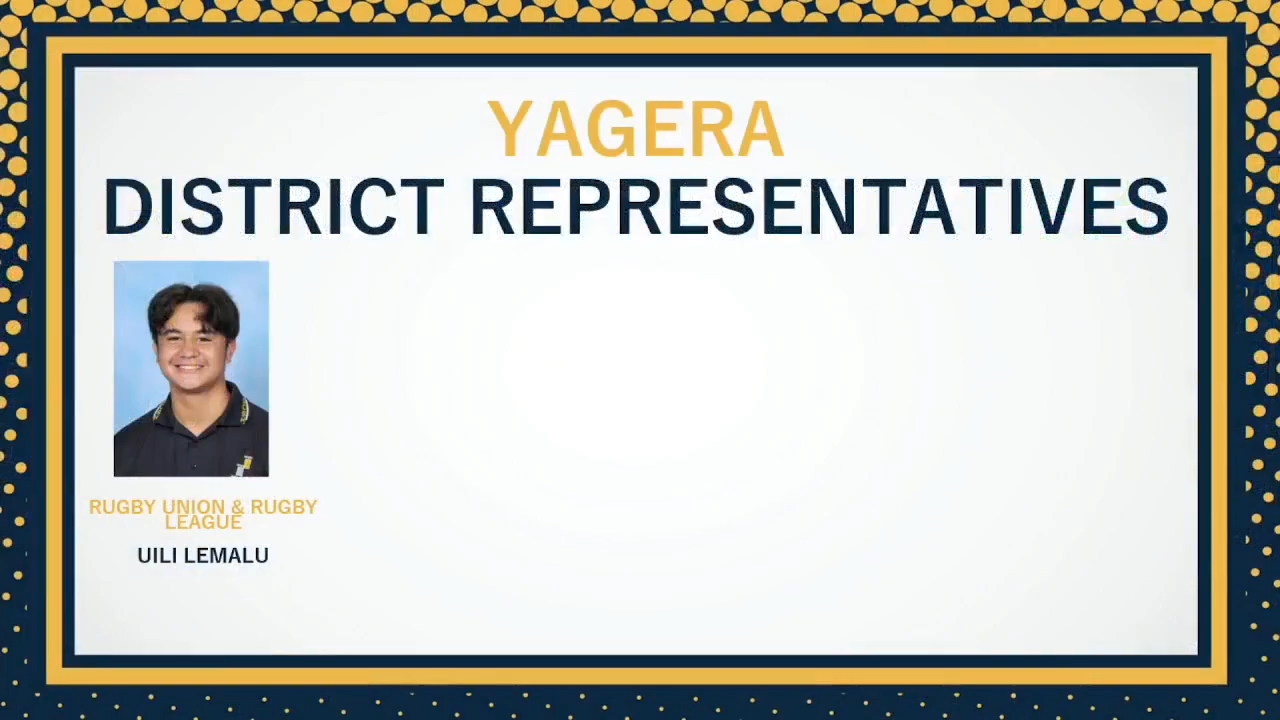 YAGERA
DISTRICT REPRESENTATIVES
RUGBY UNION & RUGBY
LEAGUE
UILI LEMALU